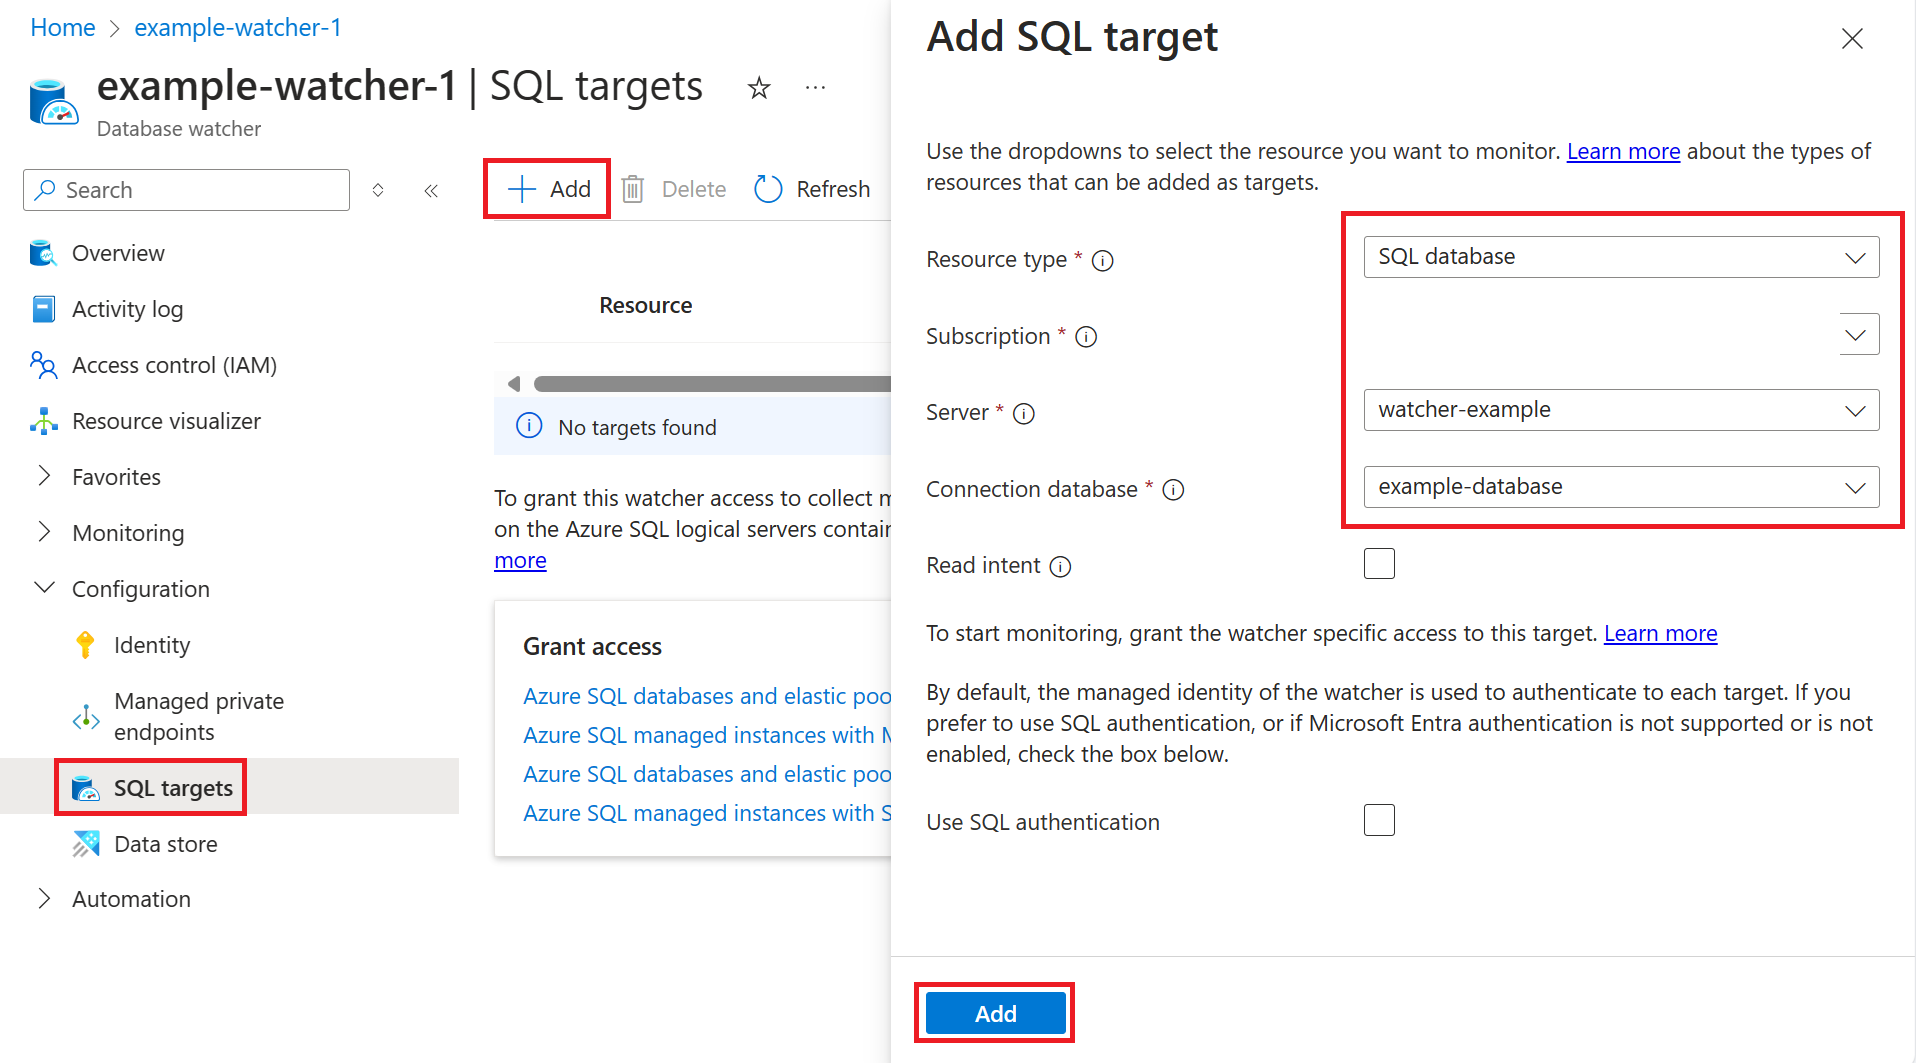 Home > example-watcher-1
example-watcher-1 | SQL targets
Database watcher
Search
Overview
Activity log
Access control (IAM)
Resource visualizer
Favorites
Monitoring
Configuration
Identity
Managed private
endpoints
SQL targets
Data store
Automation
Add Delete Refresh
Resource
No targets found
To grant this watcher access to collect
on the Azure SQL logical servers
more
Grant access
Azure SQL databases and elastic
Azure SQL managed instances with
Azure SQL databases and elastic
Azure SQL managed instances with
Add SQL target
Use the dropdowns to select the resource you want to monitor. Learn more about the types of
resources that can be added as targets.
Resource type * SQL database
Subscription *
Server * watcher-example
Connection database * example-database
Read intent
To start monitoring, grant the watcher specific access to this target. Learn more
By default, the managed identity of the watcher is used to authenticate to each target. If you
prefer to use SQL authentication, or if Microsoft Entra authentication is not supported or is not
enabled, check the box below.
Use SQL authentication
Add